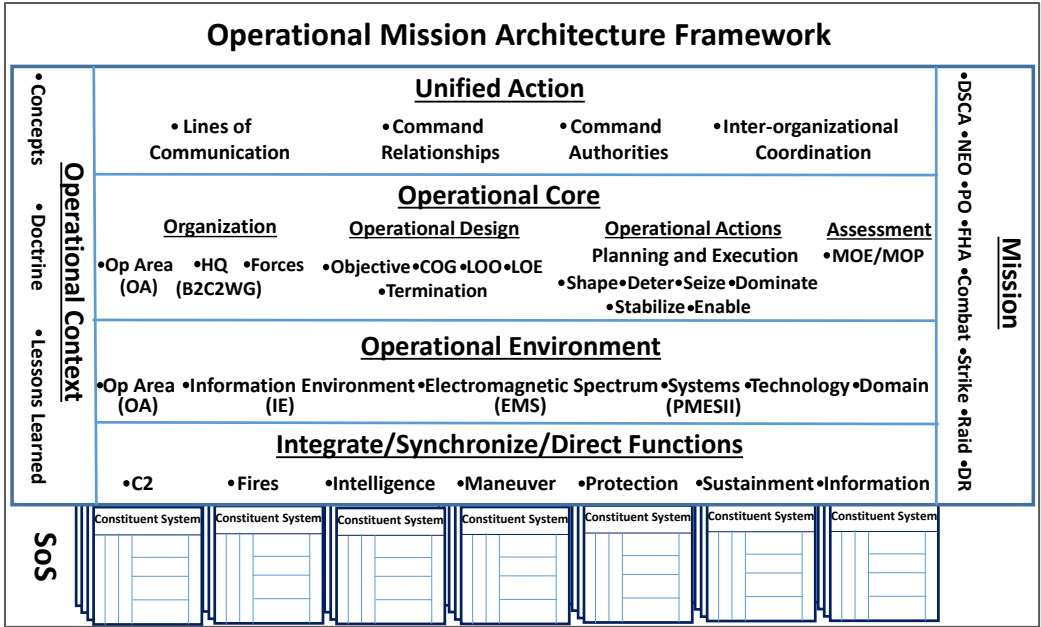 Operational Mission Architecture Framework
Operational Context
•Concepts •Doctrine •Lessons Learned
Unified Action
•Lines of Communication
•Command Relationships
•Command Authorities
•Inter-organizational Coordination
Operational Core
Organization
•Op Area (OA)
•HQ •Forces
(B2C2WG)
Operational Design
•Objective•COG•LOO•LOE
•Termination
Operational Actions
Planning and Execution
•Shape•Deter•Seize•Dominate
•Stabilize•Enable
Assessment
•MOE/MOP
Operational Environment
•Op Area (OA)
•Information Environment (IE)
•Electromagnetic Spectrum (EMS)
•Systems (PMESII)
•Technology
•Domain
Integrate/Synchronize/Direct Functions
•C2 •Fires •Intelligence •Maneuver •Protection •Sustainment •Information
Mission
•DSCA •NEO •PO •FHA •Combat •Strike •Raid •DR
SoS
Constituent System Constituent System Constituent System Constituent System Constituent System Constituent System Constituent System